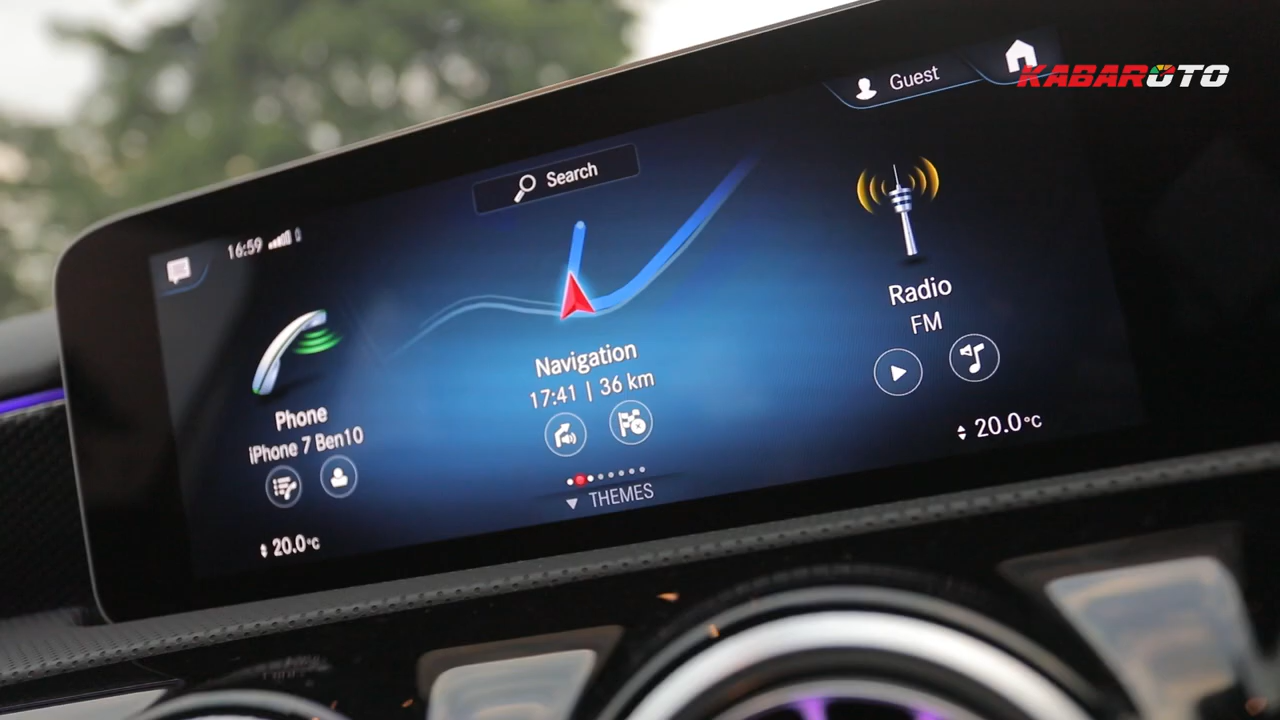 KABAROTO
Guest
Search
16:59
Phone
iPhone 7 Ben10
Navigation
17:41 | 36 km
Radio
FM
20.0°C
THEMES
20.0°C